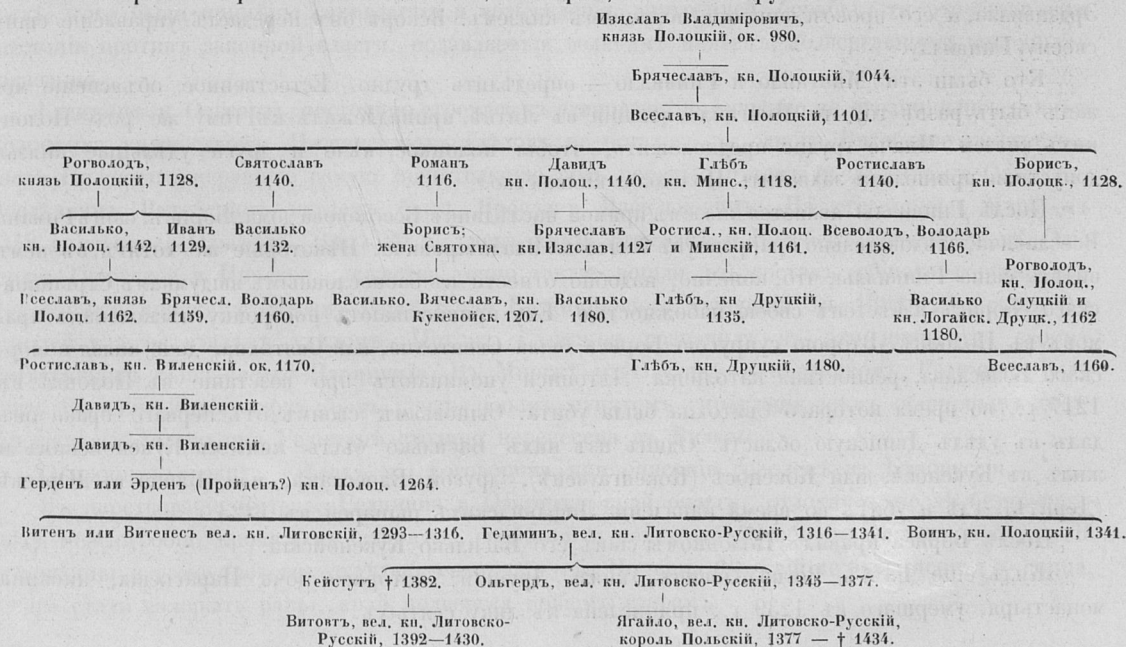 Изяславъ Владимировичъ,
князь Полоцкій, ок. 980.
Брячеславъ, кн. Полоцкій, 1044.
Всеславъ, кн. Полоцкій, 1101.
Рогволдъ Святославъ Романъ, Давидъ Глѣбъ, Ростиславъ Борисъ,
князь Полоцкій, 1128. 1140. 1116. кн. Полоц., 1140. кн. Минс., 1118. 1140. кн. Полоцк., 1128.
Василько, Иванъ Василько Борисъ; Брячеславъ Ростисл., кн. Полоц. Всеволодъ, Володарь
кн. Полоц. 1142. 1129. 1132. жена Святохна. кн. Изяслав. 1127 и Минскій, 1161. 1158. 1166.
Рогволодъ,
кн. Полоц.,
Всеславъ, князь Брячесл. Володарь Василько. Вячеславъ, кн. Василько Глѣбъ, кн Друцкій, Василько Слуцкій и
Полоц. 1162. 1159. 1160. Кукенойск. 1207. 1180. 1135. кн. Логайск. Друцк., 1162
1180.
Ростиславъ, кн. Виленскій, ок. 1170. Глѣбъ, кн. Друцкій, 1180. Всеславъ, 1169.
Давидъ, кн. Виленскій.
Давидъ, кн. Виленскій.
Герденъ или Эрденъ (Пройденъ?) кн. Полоц. 1264.
Витенъ или Витенесъ вел. кн. Литовскій, 1293—1316, Гедиминъ, вел. кн. Литовско-Русскій, 1316—1341. Воинъ, кн. Полоцкій, 1341.
Кейстутъ, †1382. Ольгердъ, вел. кн. Литовско-Русскій, 1345—1377.
Витовтъ, вел. кн. Литовско- Ягайло, вел. кн. Литовско-Русскій,
Русскій, 1392—1430. король Польскій, 1377 — † 1434.